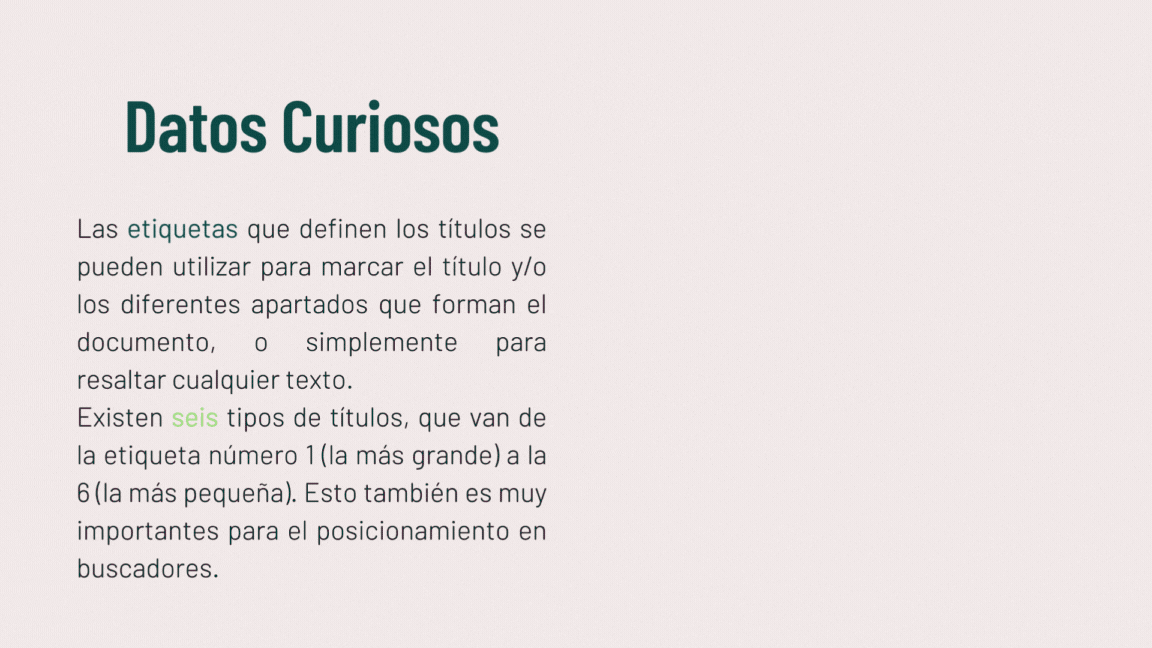 Datos Curiosos
Las etiquetas que definen los títulos se
pueden utilizar para marcar el título y/o
los diferentes apartados que forman el
documento, o simplemente para
resaltar cualquier texto.
Existen seis tipos de títulos, que van de
la etiqueta número 1 (la más grande) a la
6 (la más pequeña). Esto también es muy
importantes para el posicionamiento en
buscadores.